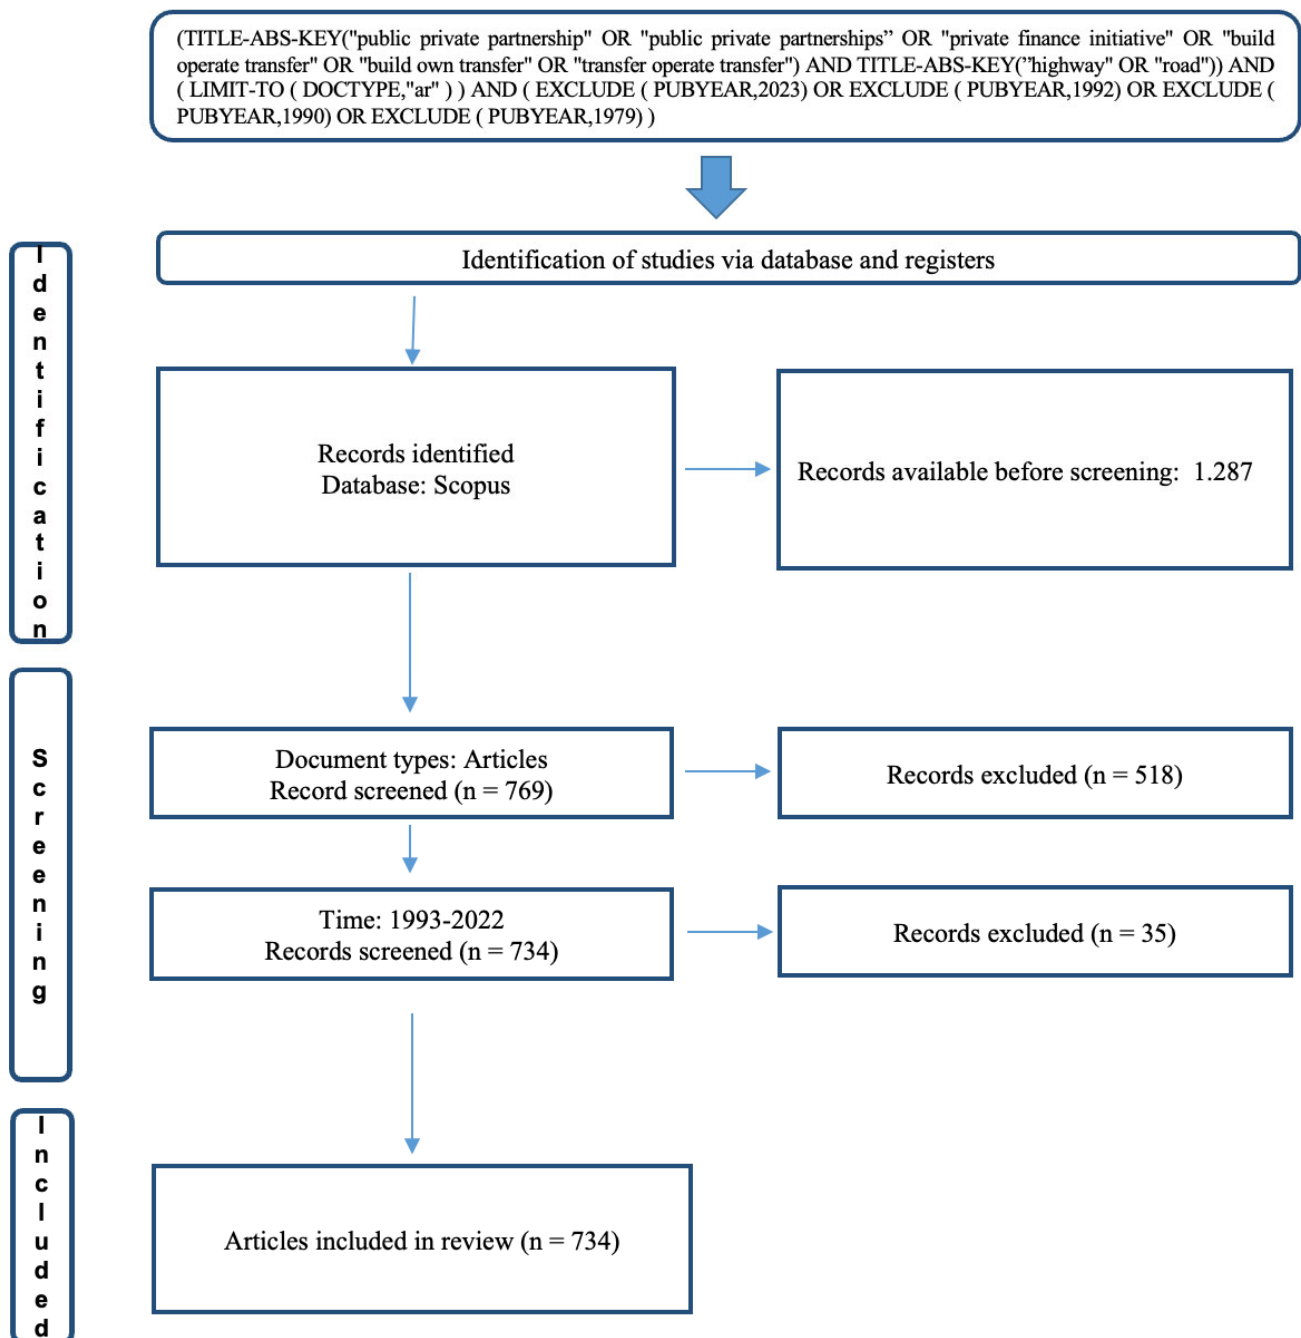 (TITLE-ABS-KEY("public private partnership" OR "public private partnerships” OR "private finance initiative" OR "build
operate transfer" OR "build own transfer" OR "transfer operate transfer") AND TITLE-ABS-KEY(”highway" OR "road")) AND
( LIMIT-TO ( DOCTYPE,"ar" ) ) AND ( EXCLUDE ( PUBYEAR,2023) OR EXCLUDE ( PUBYEAR,1992) OR EXCLUDE (
PUBYEAR,1990) OR EXCLUDE ( PUBYEAR,1979) )
Identification
Identification of studies via database and registers
Records identified
Database: Scopus
Records available before screening: 1.287
Screening
Document types: Articles
Record screened (n = 769)
Records excluded (n = 518)
Time: 1993-2022
Records screened (n = 734)
Records excluded (n = 35)
Included
Articles included in review (n = 734)